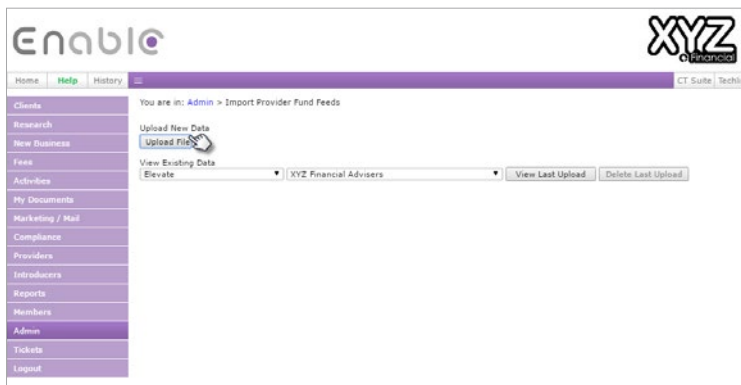 Enable
XYZ
Financial
Home Help History CT Suite
Clients
Research
New Business
Fees
Activities
My Documents
Marketing / Mail
Compliance
Providers
Introducers
Reports
Members
Admin
Tickets
Logout
You are in: Admin > Import Provider Fund Feeds
Upload New Data
Upload File
View Existing Data
Elevate XYZ Financial Advisers View Last Upload Delete Last Upload